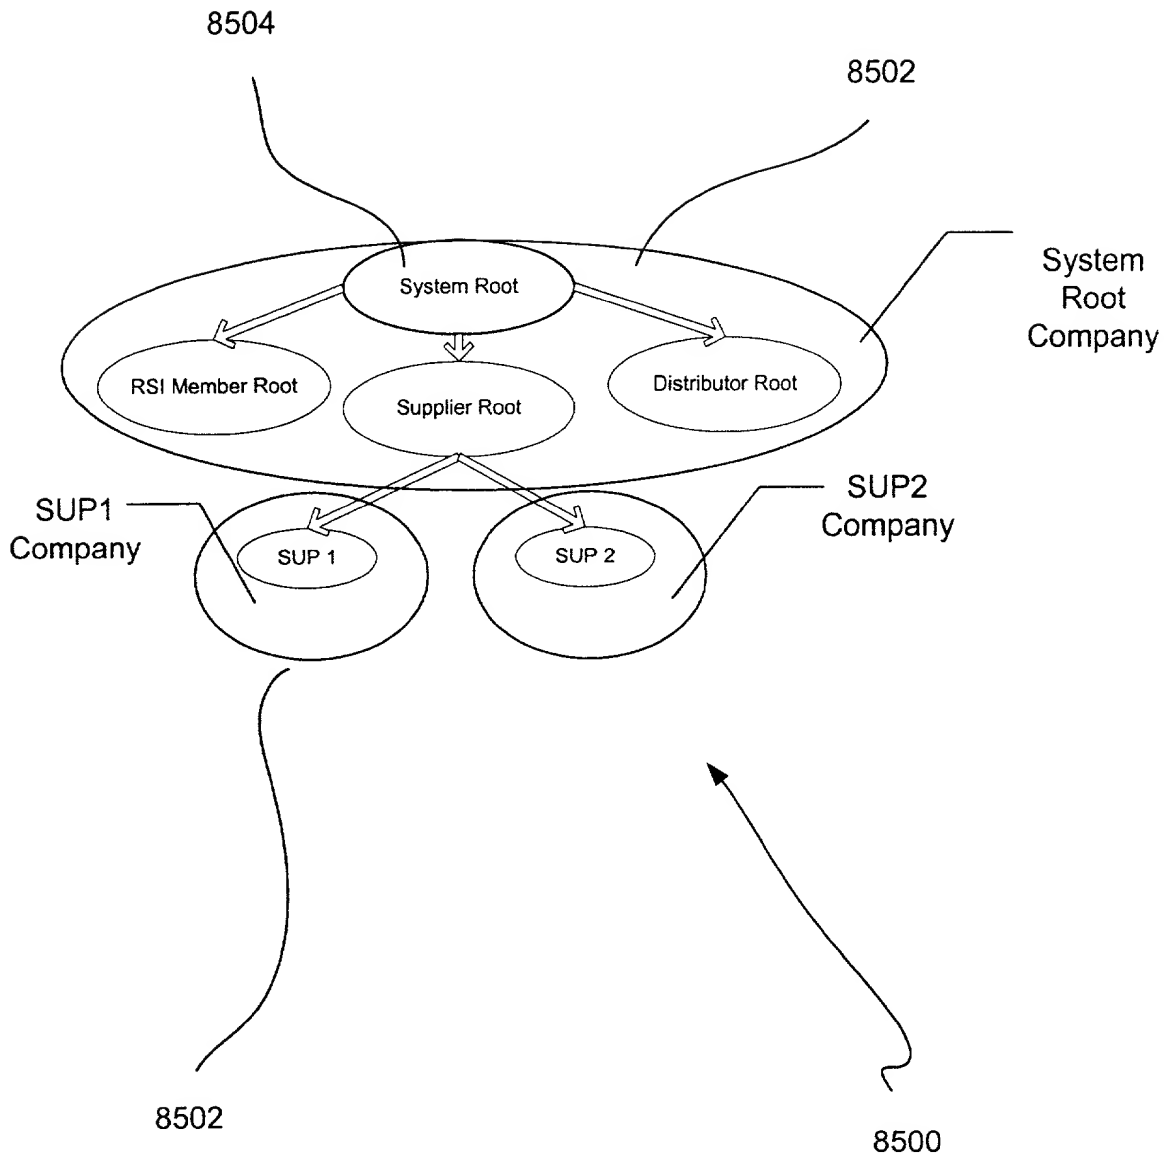 8504
8502
System Root
System
Root
Company
RSI Member Root
Supplier Root
Distributor Root
SUP1
Company
SUP2
Company
SUP 1
SUP 2
8502
8500